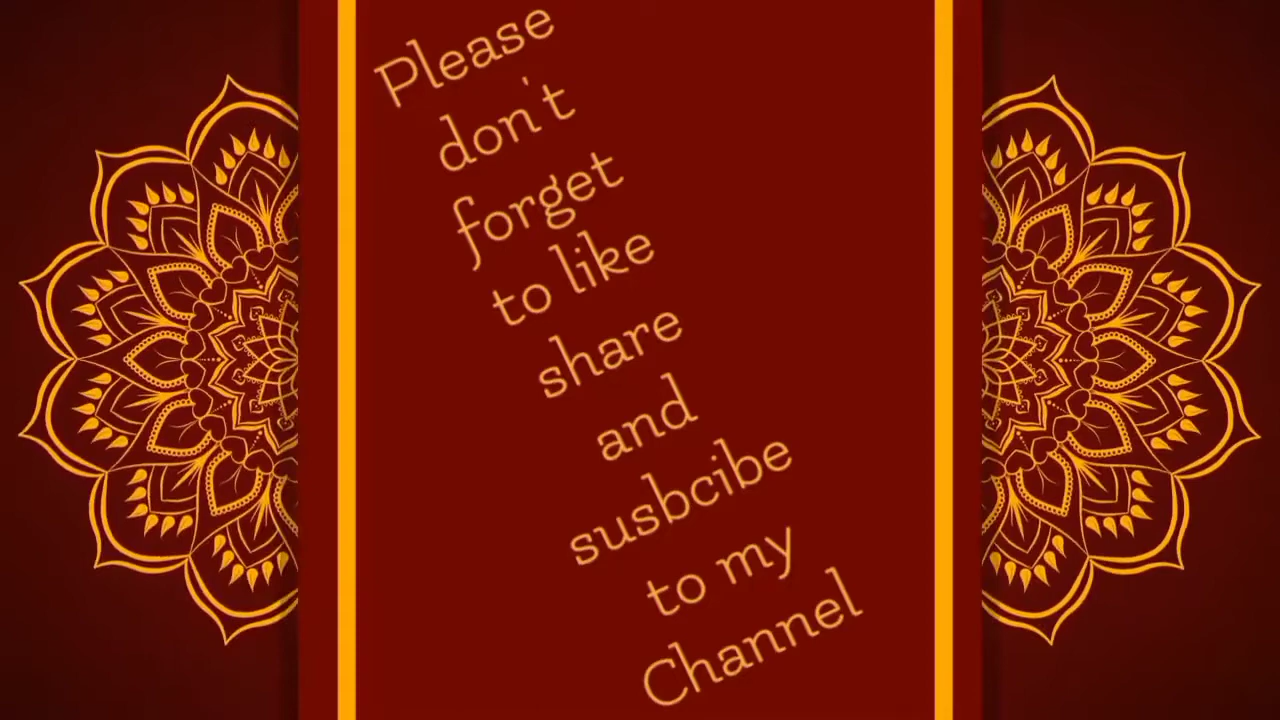 Please
don't
forget
to like
share
and
susbcibe
to my
Channel